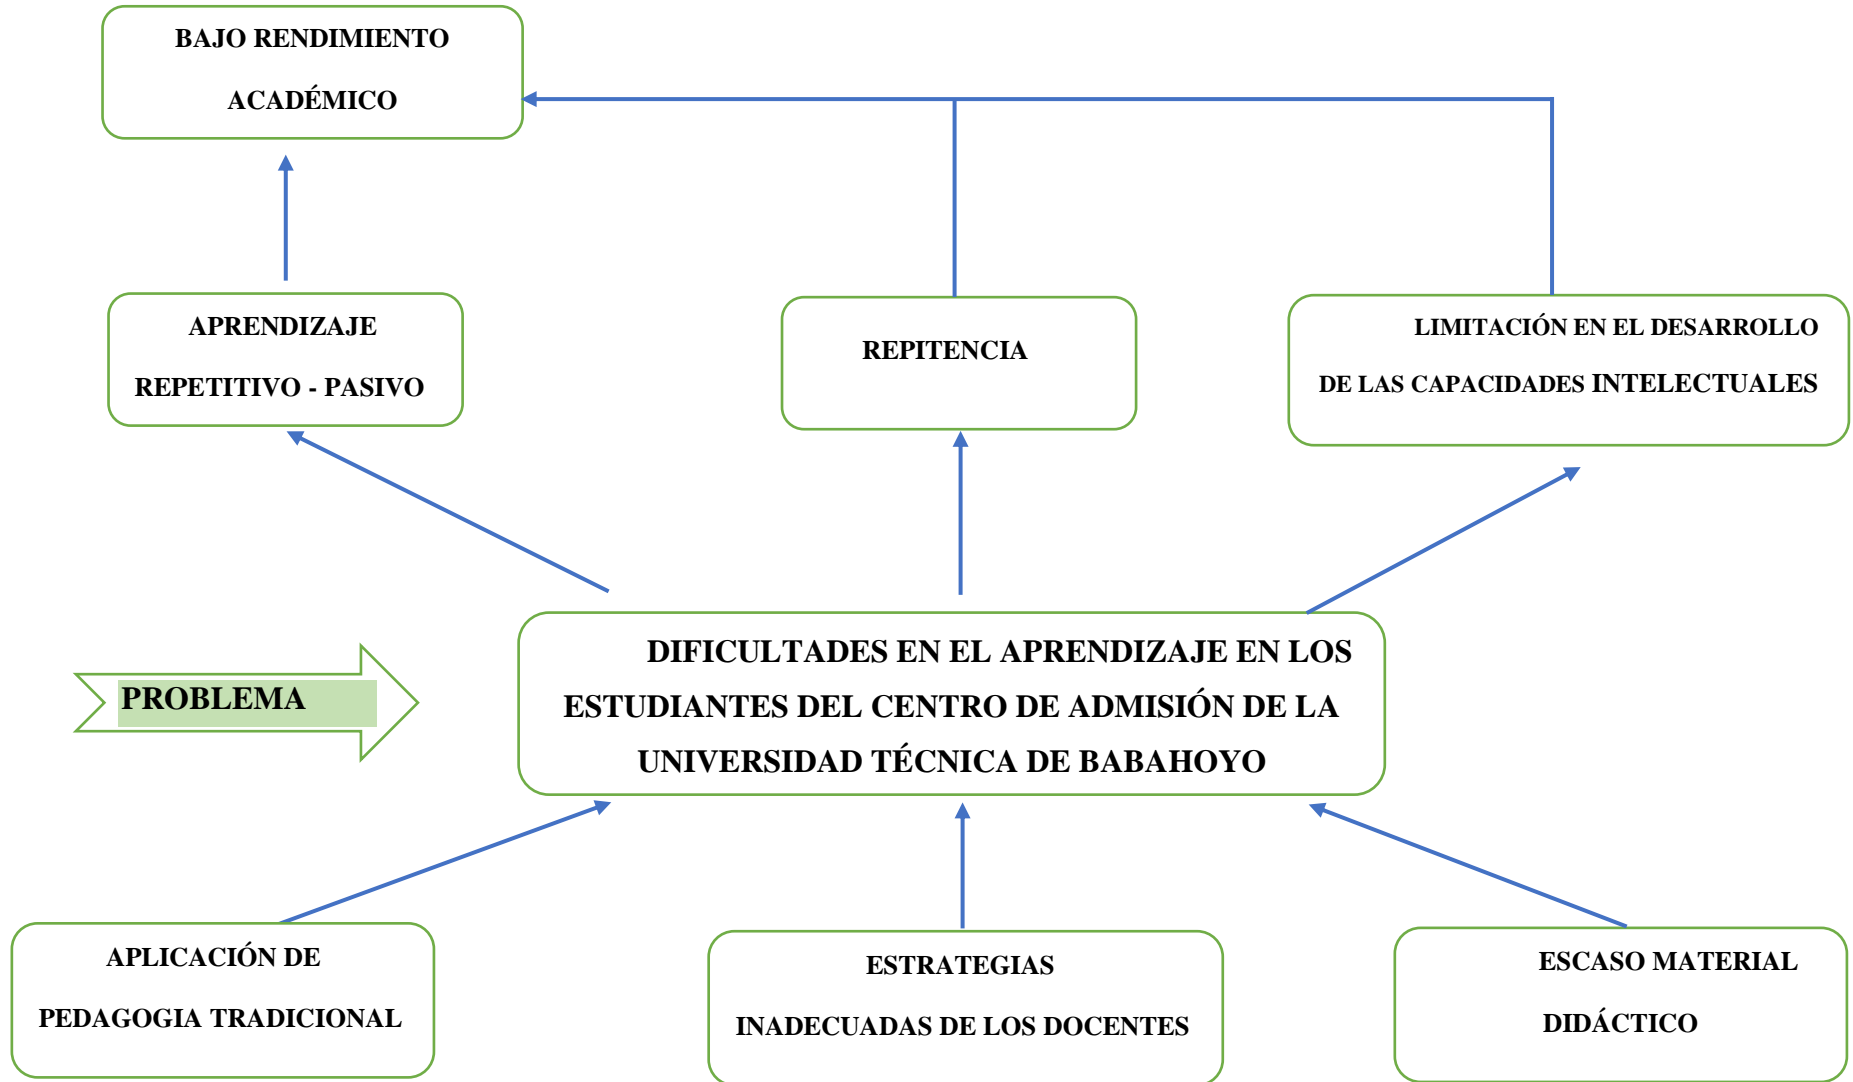 BAJO RENDIMIENTO
ACADÉMICO
APRENDIZAJE
REPETITIVO - PASIVO
REPITENCIA
LIMITACIÓN EN EL DESARROLLO
DE LAS CAPACIDADES INTELECTUALES
PROBLEMA
DIFICULTADES EN EL APRENDIZAJE EN LOS
ESTUDIANTES DEL CENTRO DE ADMISIÓN DE LA
UNIVERSIDAD TÉCNICA DE BABAHOYO
APLICACIÓN DE
PEDAGOGIA TRADICIONAL
ESTRATEGIAS
INADECUADAS DE LOS DOCENTES
ESCASO MATERIAL
DIDÁCTICO